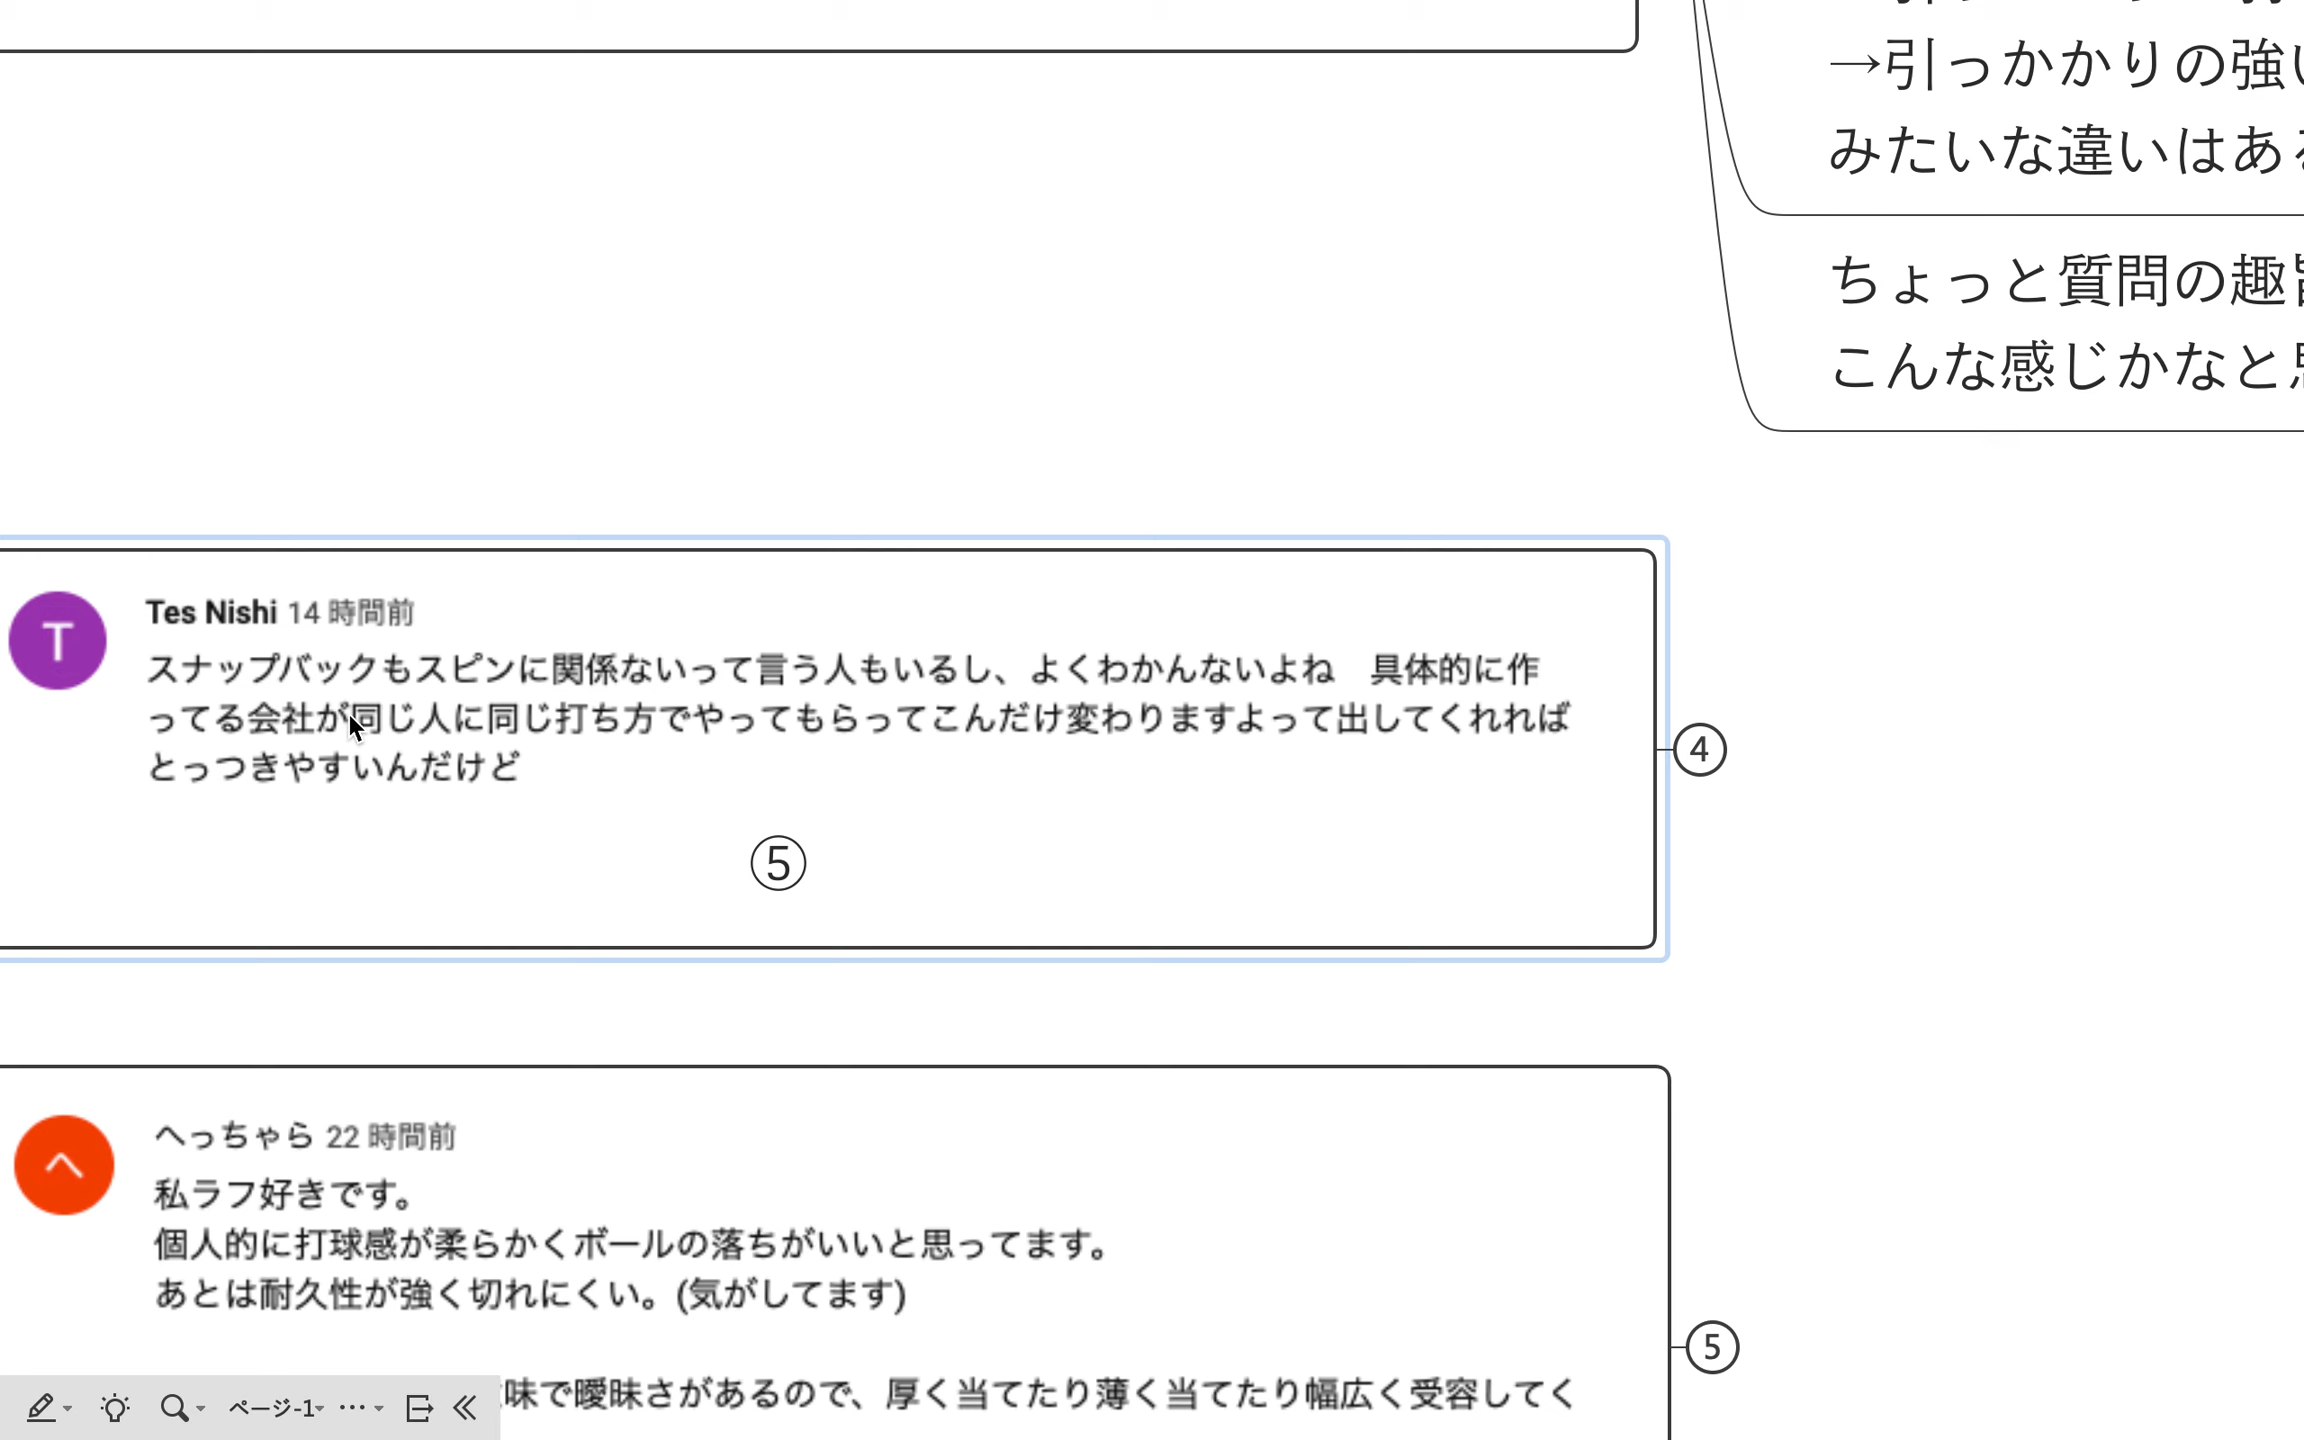 →引っかかりの強い
みたいな違いはある
ちょっと質問の趣旨
こんな感じかなと思
Tes Nishi 14 時間前
スナップバックもスピンに関係ないって言う人もいるし、よくわかんないよね　具体的に作
ってる会社が同じ人に同じ打ち方でやってもらってこんだけ変わりますよって出してくれれば
とっつきやすいんだけど
T
④
⑤
へっちゃら 22 時間前
へ
私ラフ好きです。
個人的に打球感が柔らかくボールの落ちがいいと思ってます。
あとは耐久性が強く切れにくい。(気がしてます)
⑤
味で曖昧さがあるので、厚く当てたり薄く当てたり幅広く受容してく
ページ-1